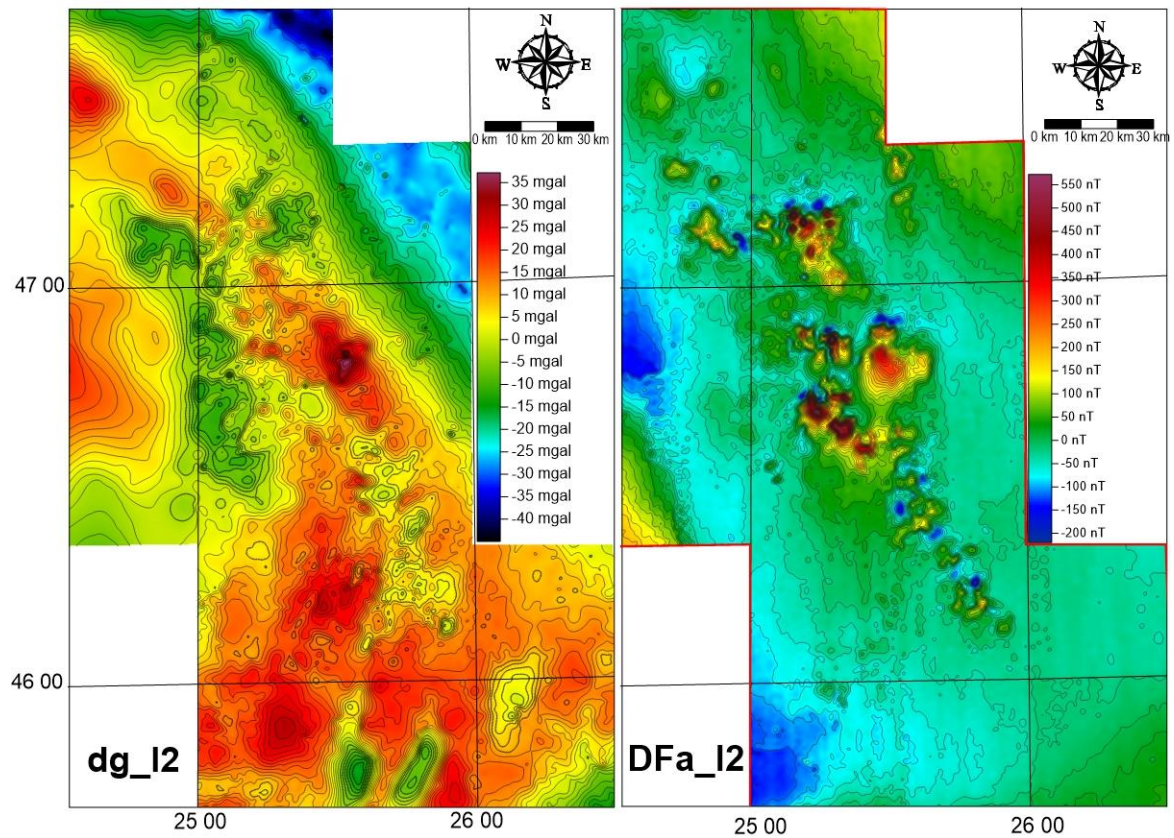 N
W E
S
0 km 10 km 20 km 30 km
35 mgal
30 mgal
25 mgal
20 mgal
15 mgal
10 mgal
5 mgal
0 mgal
-5 mgal
-10 mgal
-15 mgal
-20 mgal
-25 mgal
-30 mgal
-35 mgal
-40 mgal
47 00
46 00
dg_l2
25 00
26 00
N
W E
S
0 km 10 km 20 km 30 km
550 nT
500 nT
450 nT
400 nT
350 nT
300 nT
250 nT
200 nT
150 nT
100 nT
50 nT
0 nT
-50 nT
-100 nT
-150 nT
-200 nT
DFa_l2
25 00
26 00